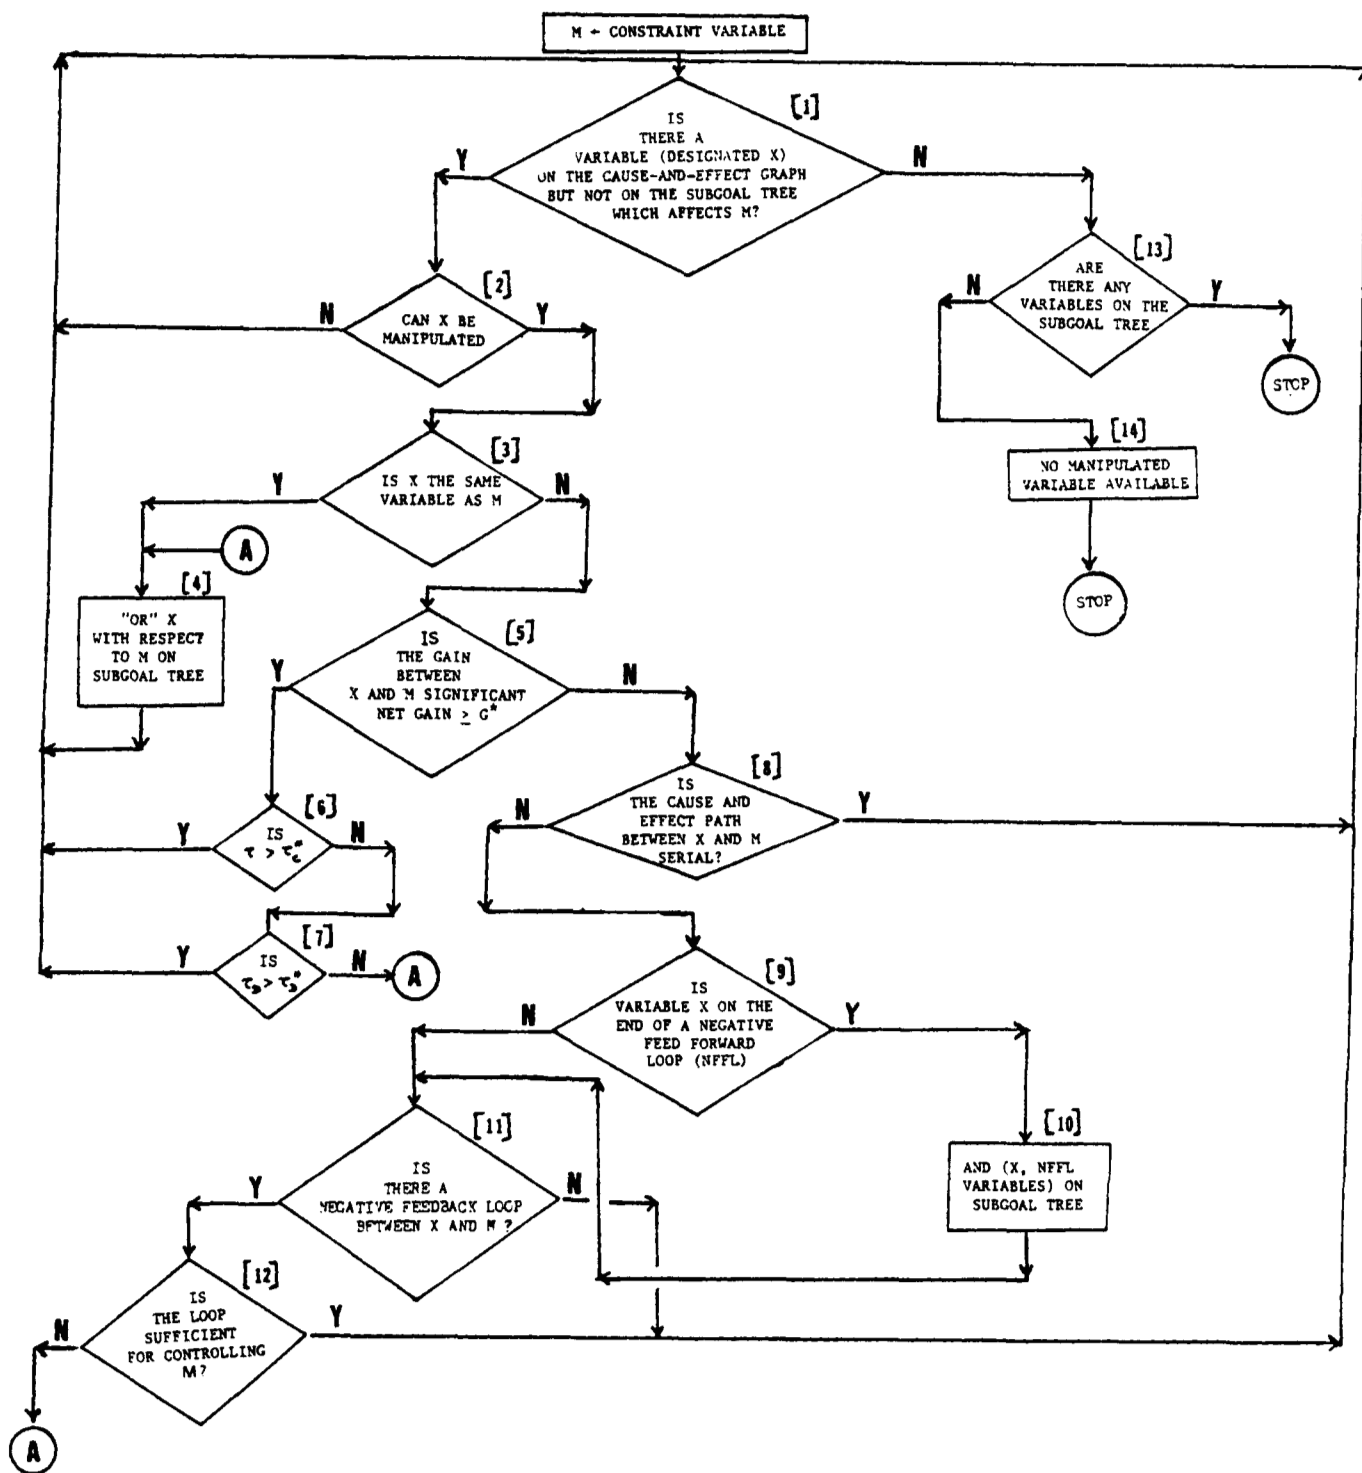 M ← CONSTRAINT VARIABLE
[1]
IS
THERE A
VARIABLE (DESIGNATED X)
ON THE CAUSE-AND-EFFECT GRAPH
BUT NOT ON THE SUBGOAL TREE
WHICH AFFECTS M?
Y
N
[2]
CAN X BE
MANIPULATED
N
Y
[13]
ARE
THERE ANY
VARIABLES ON THE
SUBGOAL TREE
N
Y
STOP
[14]
NO MANIPULATED
VARIABLE AVAILABLE
STOP
[3]
IS X THE SAME
VARIABLE AS M
Y
N
A
[4]
"OR" X
WITH RESPECT
TO M ON
SUBGOAL TREE
[5]
IS
THE GAIN
BETWEEN
X AND M SIGNIFICANT
NET GAIN ≥ G*
Y
N
[6]
IS
τ > τc*
Y
N
[7]
IS
τD > τD*
Y
N
A
[8]
IS
THE CAUSE AND
EFFECT PATH
BETWEEN X AND M
SERIAL?
N
Y
[9]
IS
VARIABLE X ON THE
END OF A NEGATIVE
FEED FORWARD
LOOP (NFFL)
N
Y
[10]
AND (X, NFFL
VARIABLES) ON
SUBGOAL TREE
[11]
IS
THERE A
NEGATIVE FEEDBACK LOOP
BETWEEN X AND M ?
Y
N
[12]
IS
THE LOOP
SUFFICIENT
FOR CONTROLLING
M?
N
Y
A